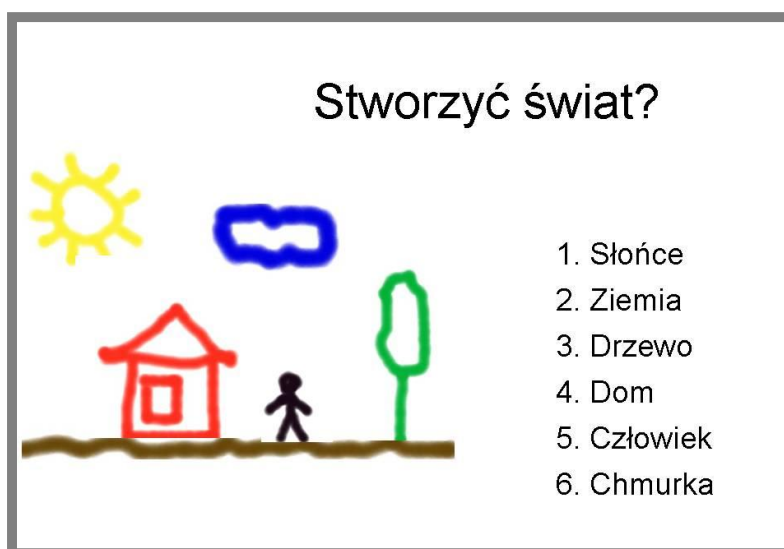 Stworzyć świat?
1. Słońce
2. Ziemia
3. Drzewo
4. Dom
5. Człowiek
6. Chmurka